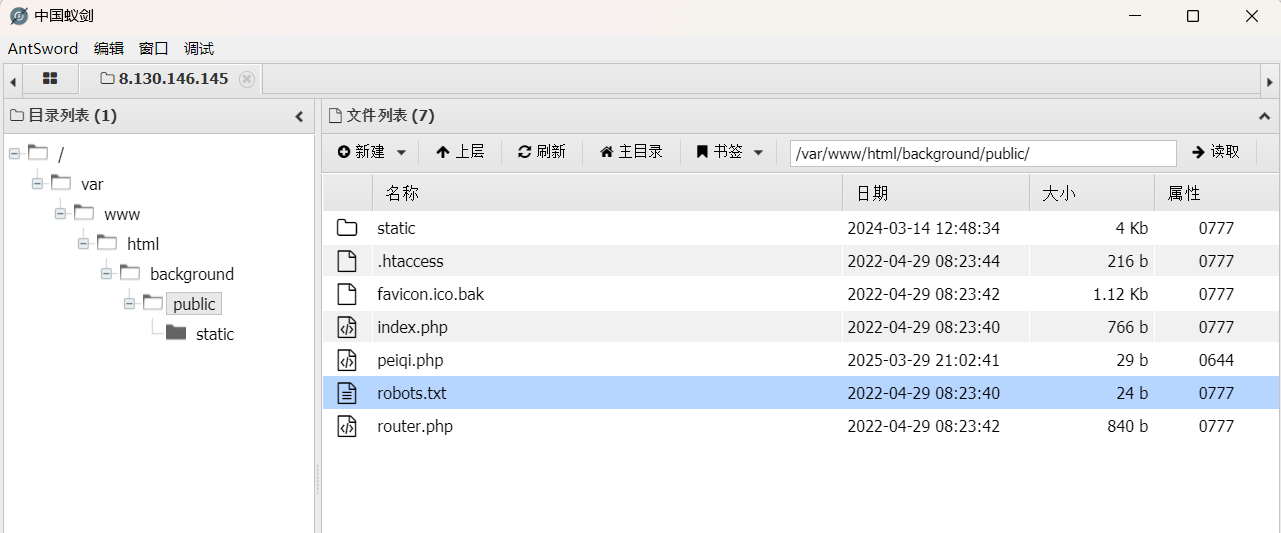 中国蚁剑
AntSword 编辑 窗口 调试
8.130.146.145
目录列表 (1)
/
var
www
html
background
public
static
文件列表 (7)
新建 上层 刷新 主目录 书签 /var/www/html/background/public/ 读取
名称 日期 大小 属性
static 2024-03-14 12:48:34 4 Kb 0777
.htaccess 2022-04-29 08:23:44 216 b 0777
favicon.ico.bak 2022-04-29 08:23:42 1.12 Kb 0777
index.php 2022-04-29 08:23:40 766 b 0777
peiqi.php 2025-03-29 21:02:41 29 b 0644
robots.txt 2022-04-29 08:23:40 24 b 0777
router.php 2022-04-29 08:23:42 840 b 0777